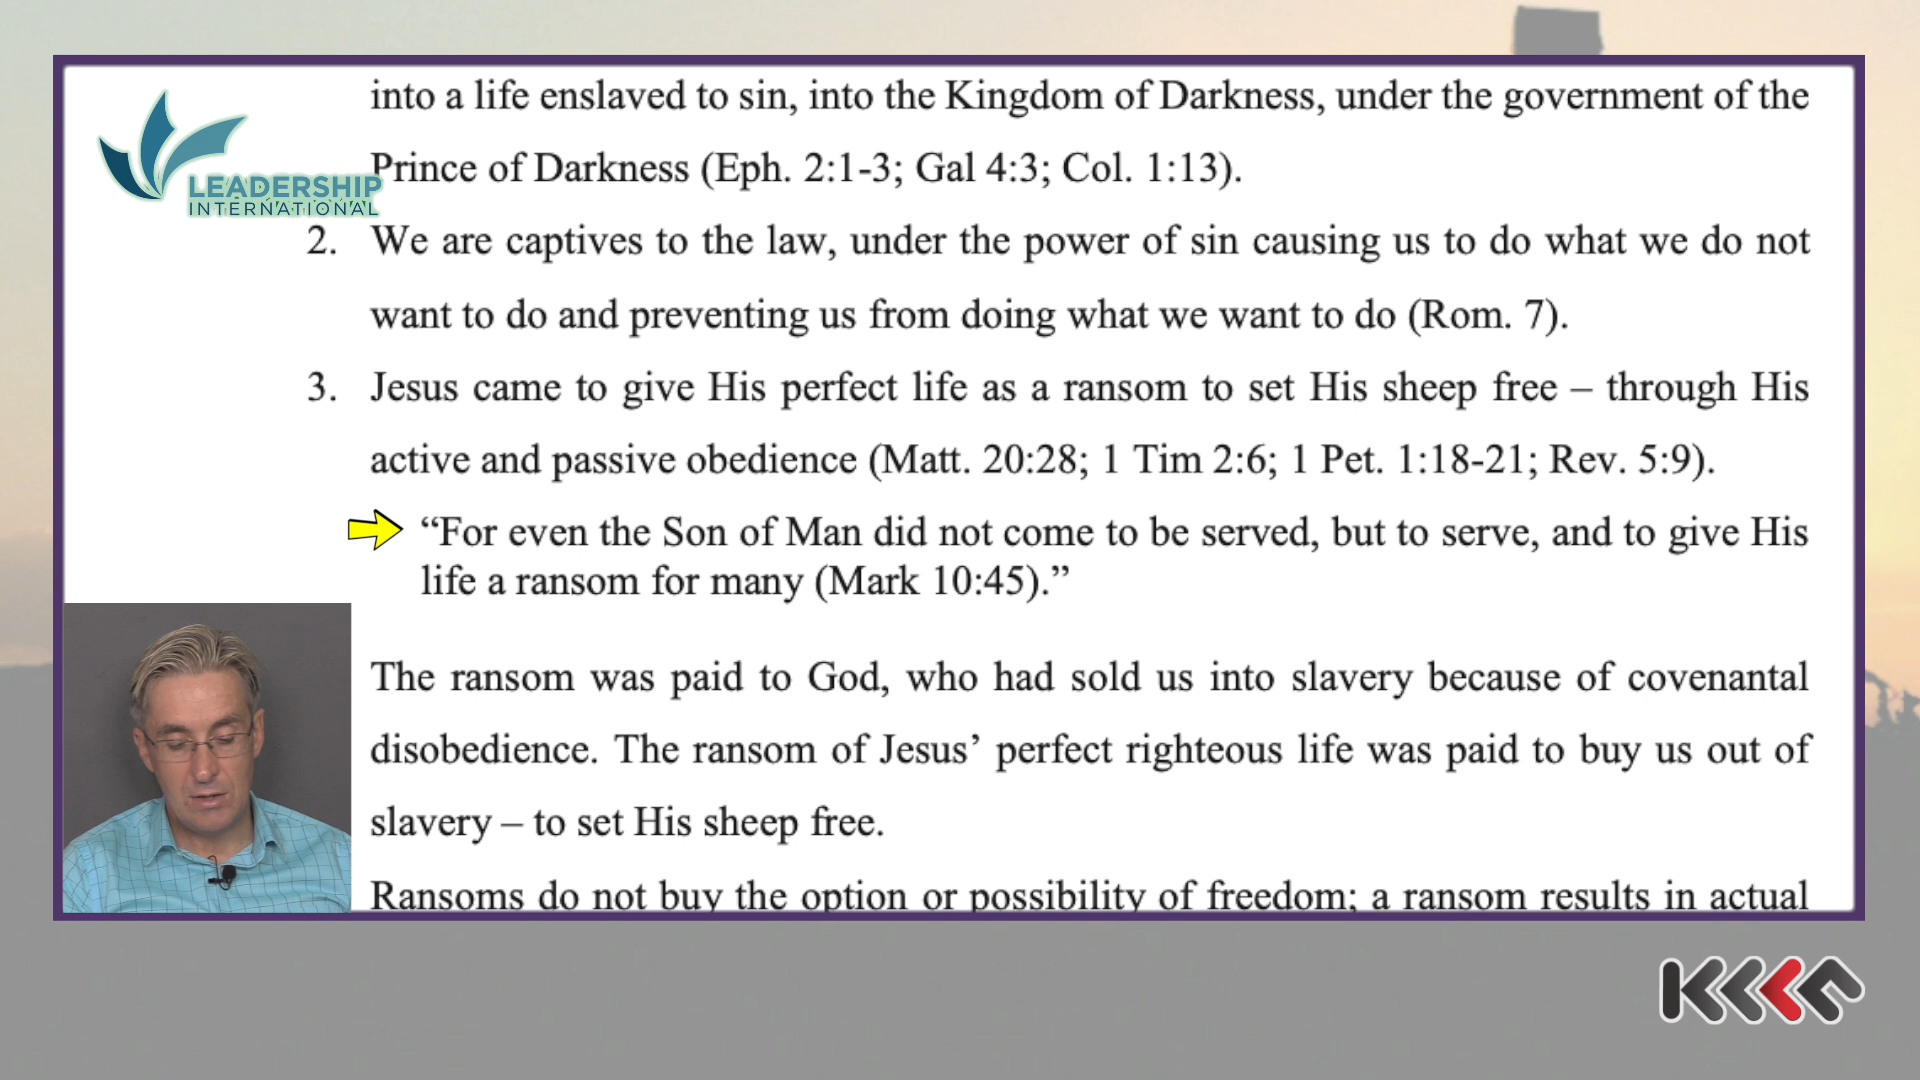 into a life enslaved to sin, into the Kingdom of Darkness, under the government of the
Prince of Darkness (Eph. 2:1-3; Gal 4:3; Col. 1:13).
LEADERSHIP
INTERNATIONAL
2. We are captives to the law, under the power of sin causing us to do what we do not
want to do and preventing us from doing what we want to do (Rom. 7).
3. Jesus came to give His perfect life as a ransom to set His sheep free – through His
active and passive obedience (Matt. 20:28; 1 Tim 2:6; 1 Pet. 1:18-21; Rev. 5:9).
“For even the Son of Man did not come to be served, but to serve, and to give His
life a ransom for many (Mark 10:45).”
The ransom was paid to God, who had sold us into slavery because of covenantal
disobedience. The ransom of Jesus’ perfect righteous life was paid to buy us out of
slavery – to set His sheep free.
Ransoms do not buy the option or possibility of freedom; a ransom results in actual